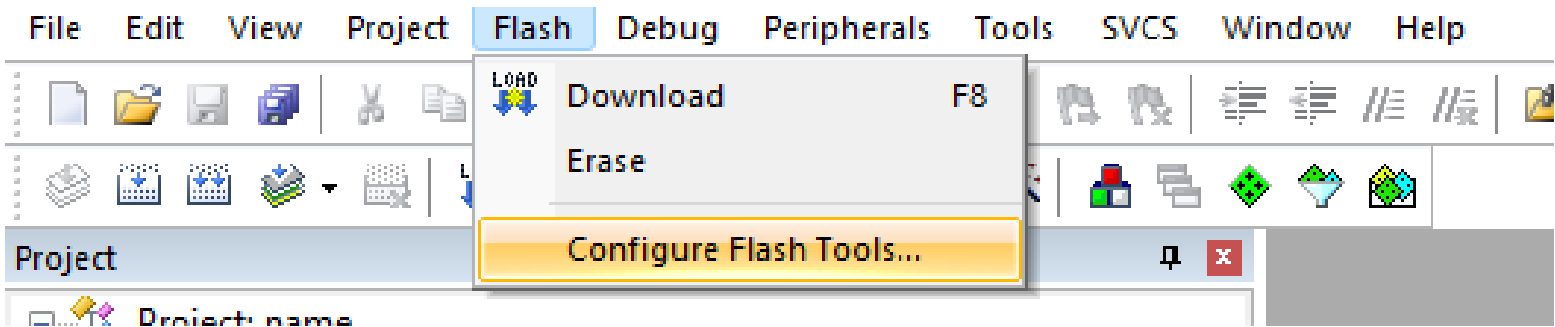 File Edit View Project Flash Debug Peripherals Tools SVCS Window Help
LOAD Download F8
Erase
Configure Flash Tools...
Project
Project: name